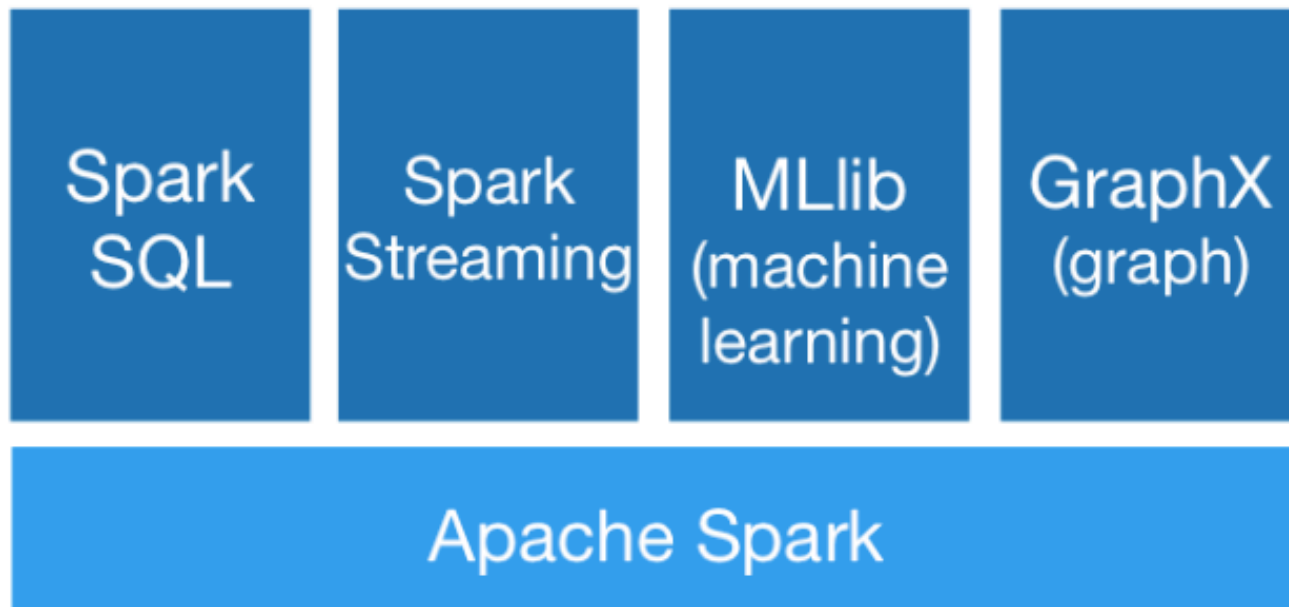 Spark
SQL
Spark
Streaming
MLlib
(machine
learning)
GraphX
(graph)
Apache Spark